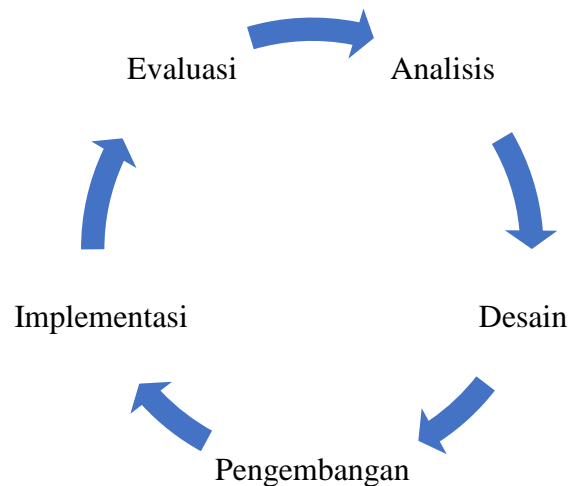 Evaluasi
Analisis
Implementasi
Desain
Pengembangan